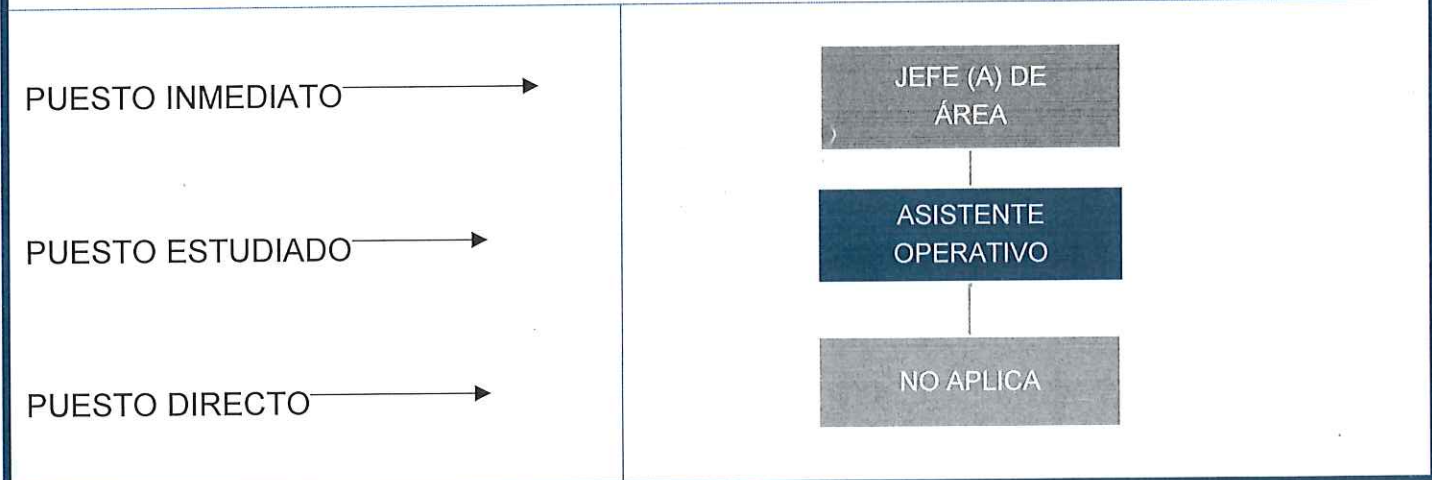 PUESTO INMEDIATO
JEFE (A) DE
ÁREA
PUESTO ESTUDIADO
ASISTENTE
OPERATIVO
PUESTO DIRECTO
NO APLICA